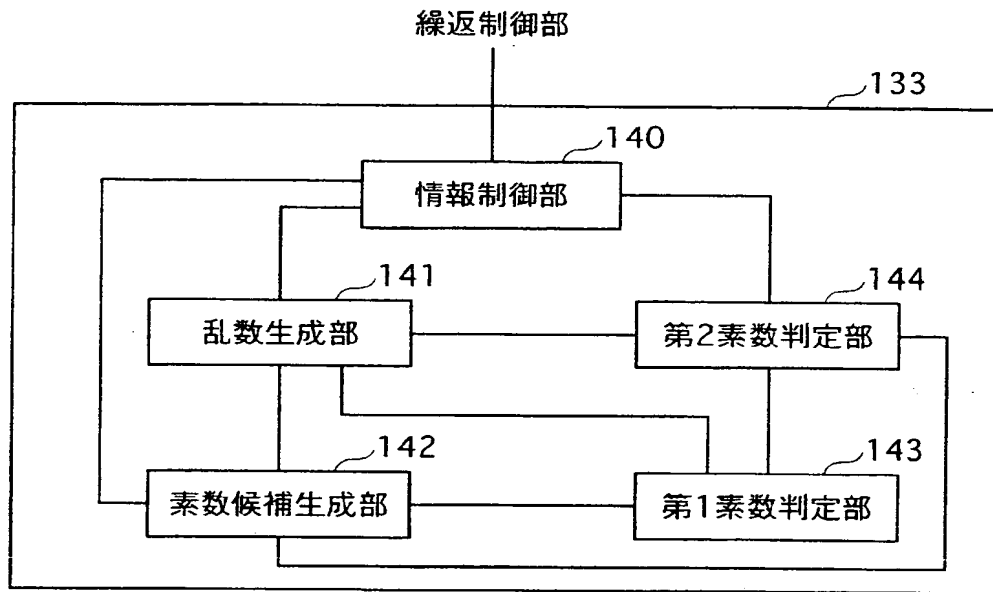 繰返制御部
133
140
情報制御部
141
乱数生成部
144
第2素数判定部
142
素数候補生成部
143
第1素数判定部